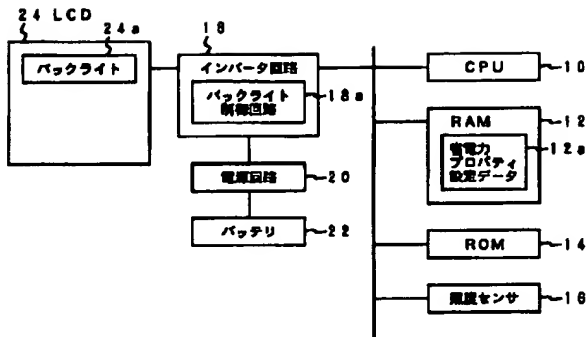 24 LCD
24a
バックライト
18
インバータ回路
バックライト
制御回路
18a
電源回路
20
バッテリ
22
CPU
10
RAM
12
省電力
プロパティ
設定データ
12a
ROM
14
照度センサ
16